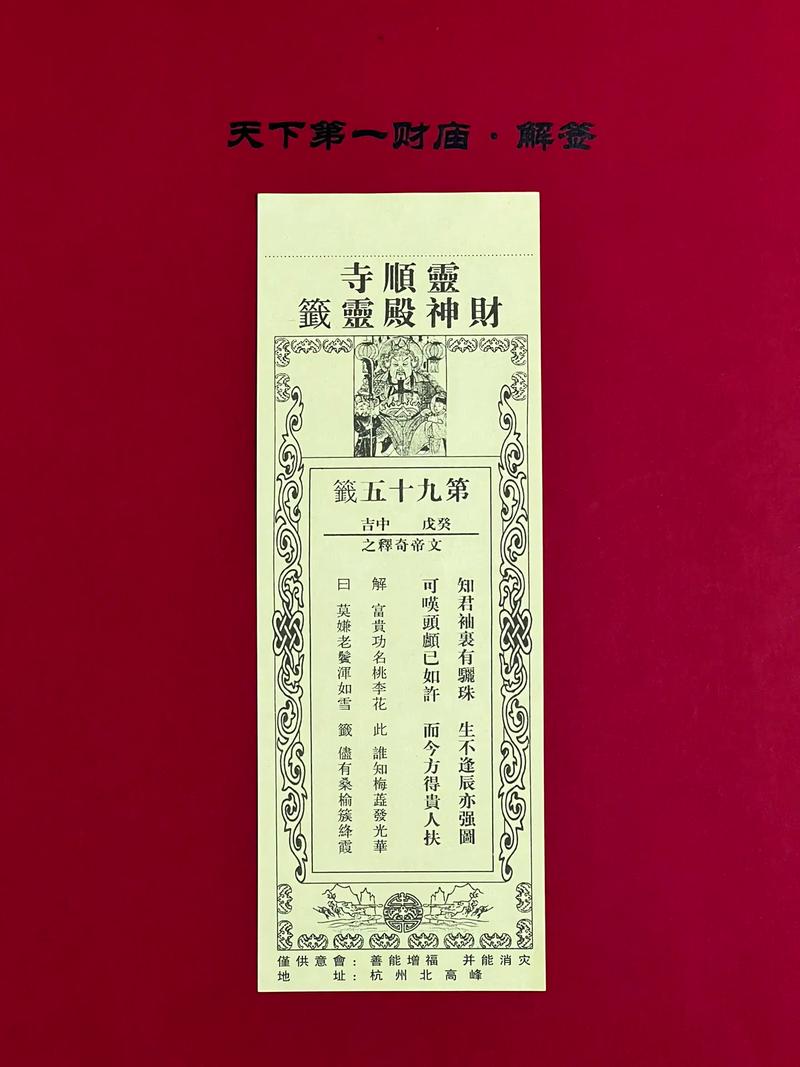 天下第一财庙·解签
靈順寺
財神殿靈籤
第九十五籤
癸戊 中吉
文帝奇釋之
知君袖裏有驪珠 生不逢辰亦强圖
可嘆頭顱已如許 而今方得貴人扶
解 富貴功名桃李花 此 誰知梅蕋發光華
曰 莫嫌老鬢渾如雪 籤 儘有桑榆簇絳霞
僅供意會：善能增福 并能消灾
地 址：杭州北高峰